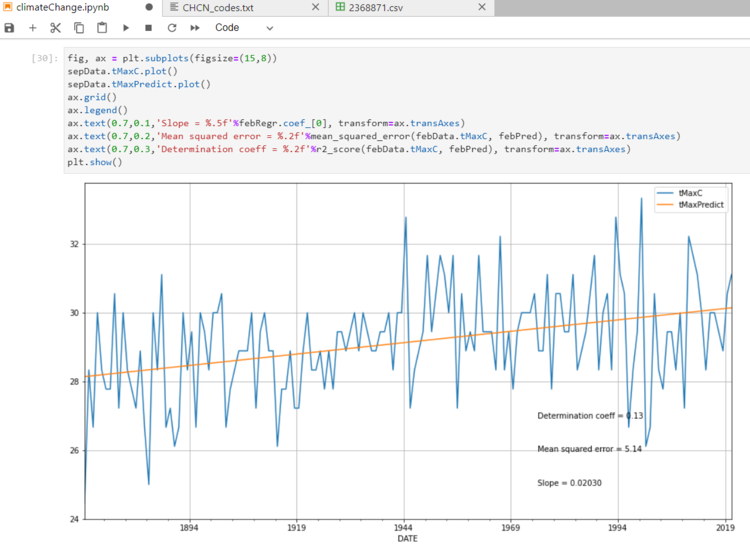 climateChange.ipynb
CHCN_codes.txt
2368871.csv
Code
[30]: fig, ax = plt.subplots(figsize=(15,8))
sepData.tMaxC.plot()
sepData.tMaxPredict.plot()
ax.grid()
ax.legend()
ax.text(0.7,0.1,'Slope = %.5f'%febRegr.coef_[0], transform=ax.transAxes)
ax.text(0.7,0.2,'Mean squared error = %.2f'%mean_squared_error(febData.tMaxC, febPred), transform=ax.transAxes)
ax.text(0.7,0.3,'Determination coeff = %.2f'%r2_score(febData.tMaxC, febPred), transform=ax.transAxes)
plt.show()
tMaxC
tMaxPredict
32
30
28
26
24
Determination coeff = 0.13
Mean squared error = 5.14
Slope = 0.02030
1894 1919 1944 1969 1994 2019
DATE